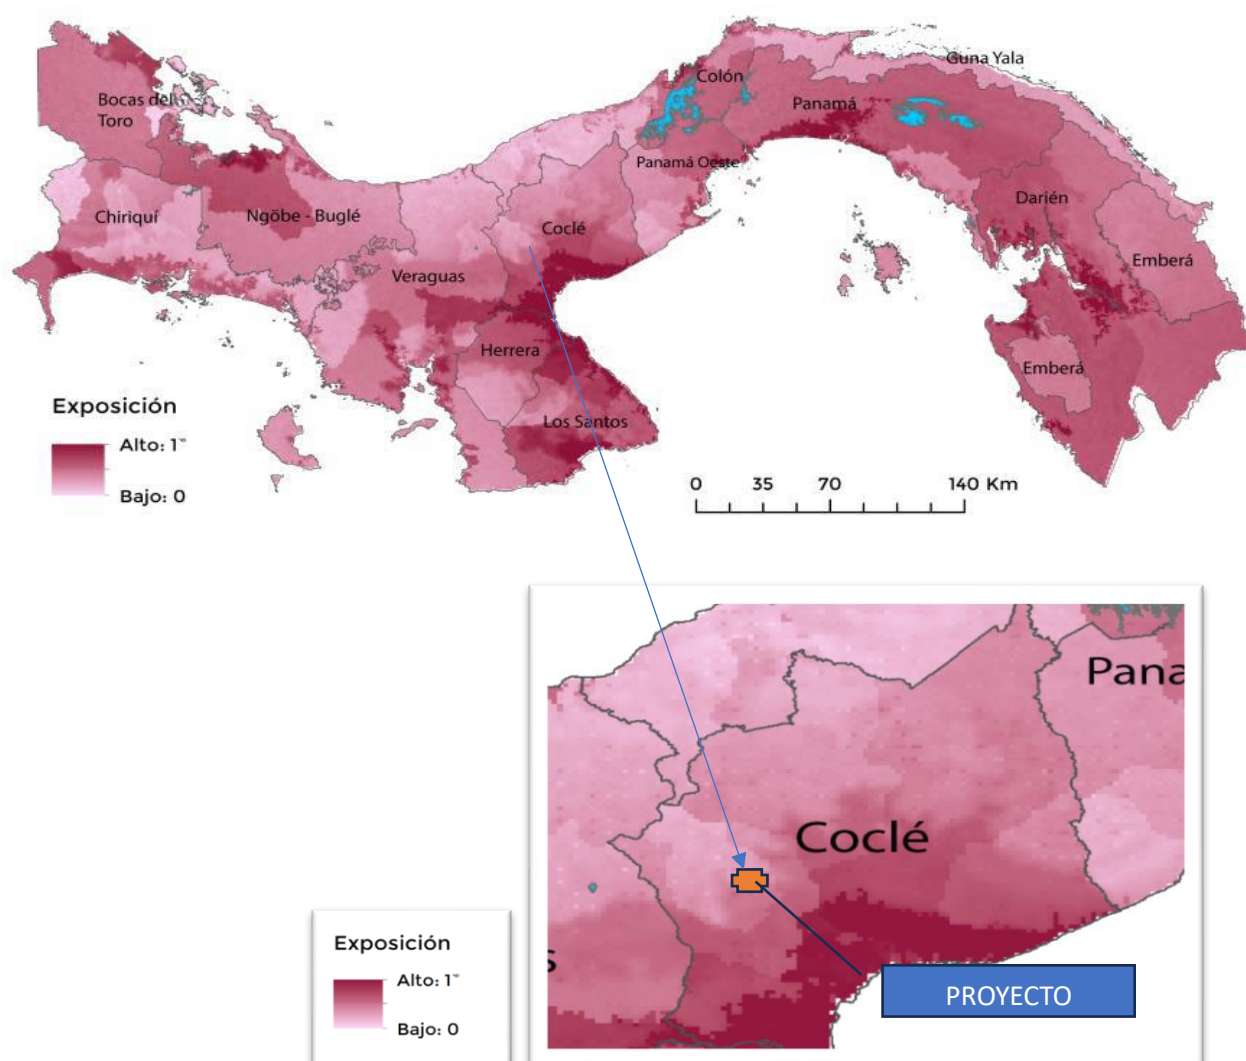 Guna Yala
Colón
Bocas del
Toro
Panamá
Panamá Oeste
Darién
Chiriquí
Ngöbe - Buglé
Coclé
Emberá
Veraguas
Herrera
Emberá
Los Santos
Exposición
Alto: 1
Bajo: 0
0 35 70 140 Km
Pana
Coclé
s
Exposición
Alto: 1
Bajo: 0
PROYECTO